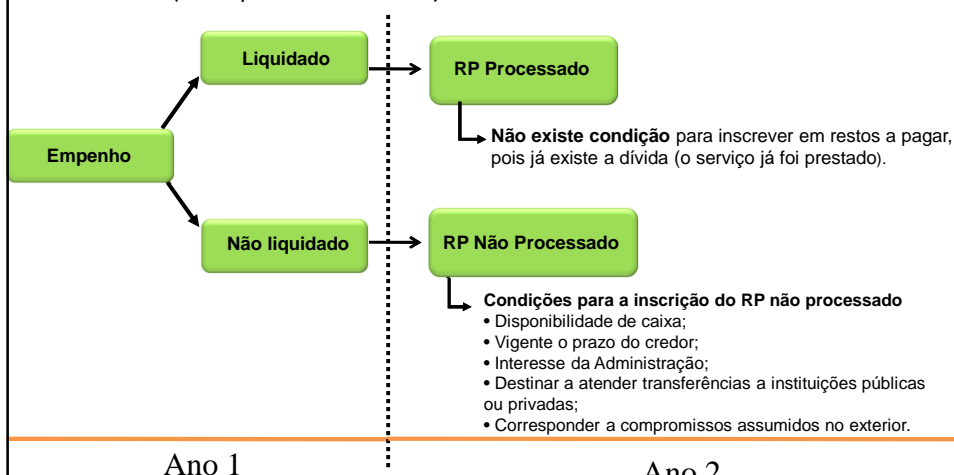 Liquidado
RP Processado
Não existe condição para inscrever em restos a pagar,
pois já existe a dívida (o serviço já foi prestado).
Empenho
Não liquidado
RP Não Processado
Condições para a inscrição do RP não processado
• Disponibilidade de caixa;
• Vigente o prazo do credor;
• Interesse da Administração;
• Destinar a atender transferências a instituições públicas
ou privadas;
• Corresponder a compromissos assumidos no exterior.
Ano 1
Ano 2